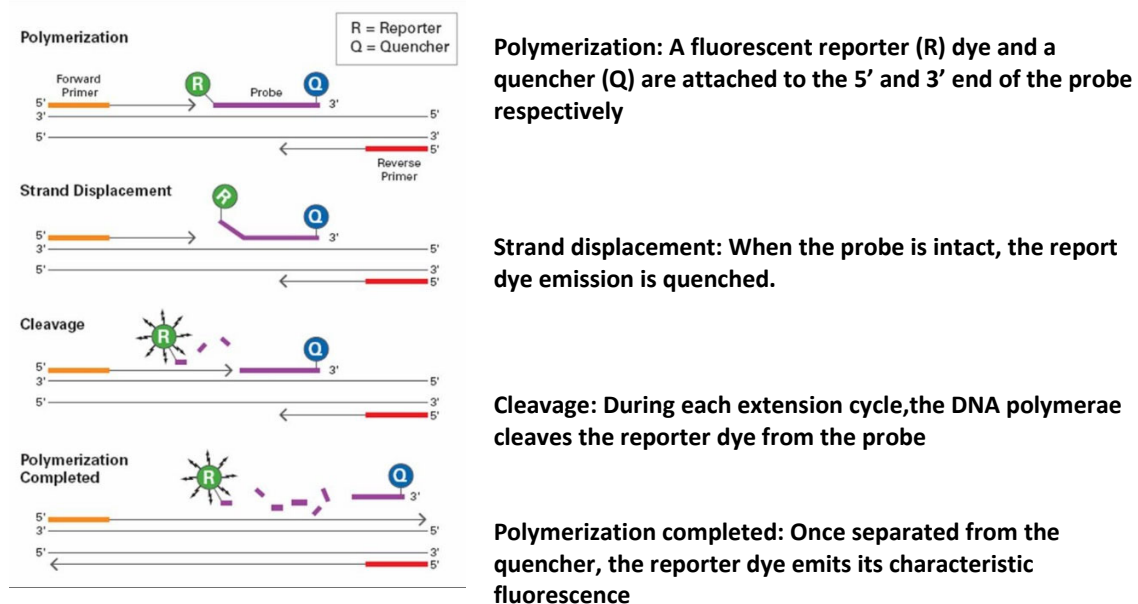 Polymerization
R = Reporter
Q = Quencher
Forward
Primer
R
Probe
Q
5'
3'
3'
5'
5'
3'
5'
Reverse
Primer
Polymerization: A fluorescent reporter (R) dye and a
quencher (Q) are attached to the 5’ and 3’ end of the probe
respectively
Strand Displacement
R
Q
5'
3'
3'
5'
5'
3'
5'
Strand displacement: When the probe is intact, the report
dye emission is quenched.
Cleavage
R
Q
5'
3'
3'
5'
5'
3'
5'
Cleavage: During each extension cycle,the DNA polymerae
cleaves the reporter dye from the probe
Polymerization
Completed
R
Q
3'
5'
3'
5'
5'
3'
5'
Polymerization completed: Once separated from the
quencher, the reporter dye emits its characteristic
fluorescence